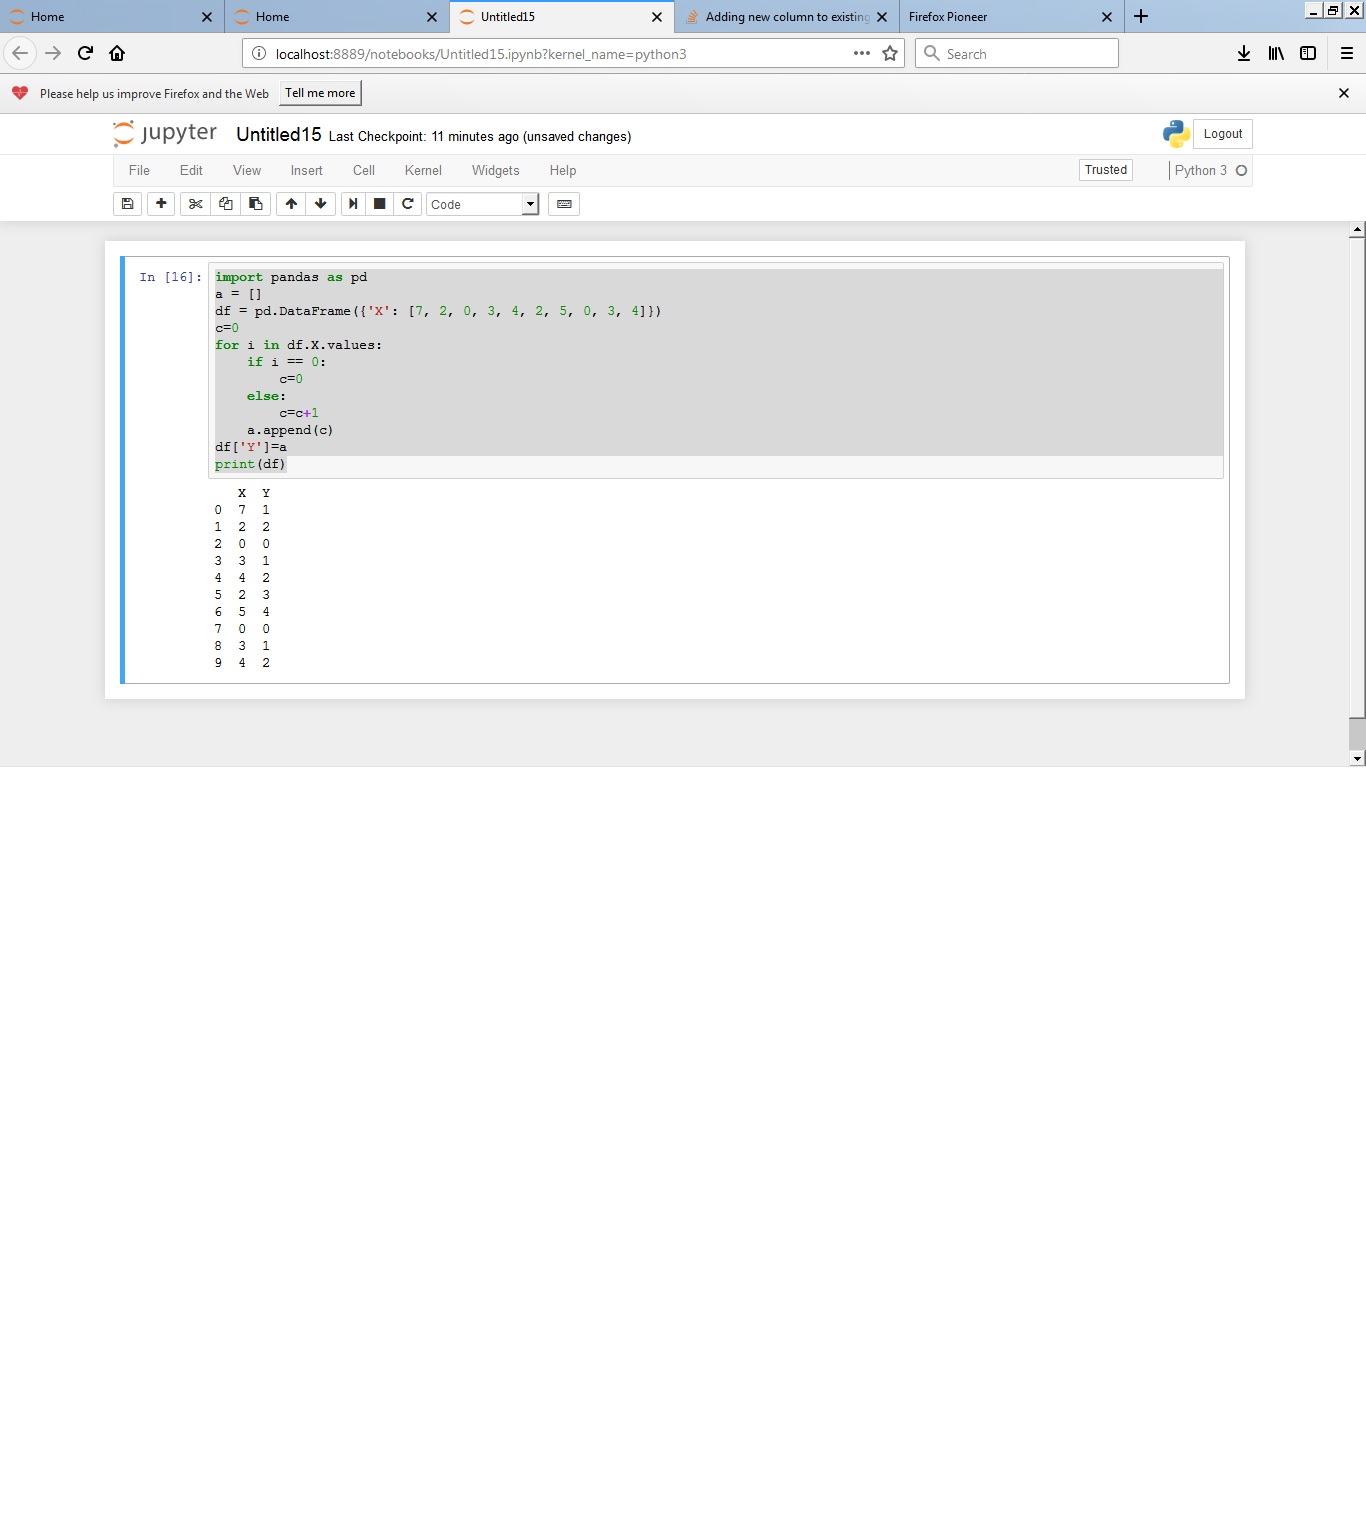 Home
Home
Untitled15
Adding new column to existing
Firefox Pioneer
localhost:8889/notebooks/Untitled15.ipynb?kernel_name=python3
Search
Please help us improve Firefox and the Web
Tell me more
jupyter Untitled15 Last Checkpoint: 11 minutes ago (unsaved changes)
Logout
File Edit View Insert Cell Kernel Widgets Help
Trusted
Python 3
Code
In [16]: import pandas as pd
a = []
df = pd.DataFrame({'X': [7, 2, 0, 3, 4, 2, 5, 0, 3, 4]})
c=0
for i in df.X.values:
    if i == 0:
        c=0
    else:
        c=c+1
    a.append(c)
df['Y']=a
print(df)
   X  Y
0  7  1
1  2  2
2  0  0
3  3  1
4  4  2
5  2  3
6  5  4
7  0  0
8  3  1
9  4  2